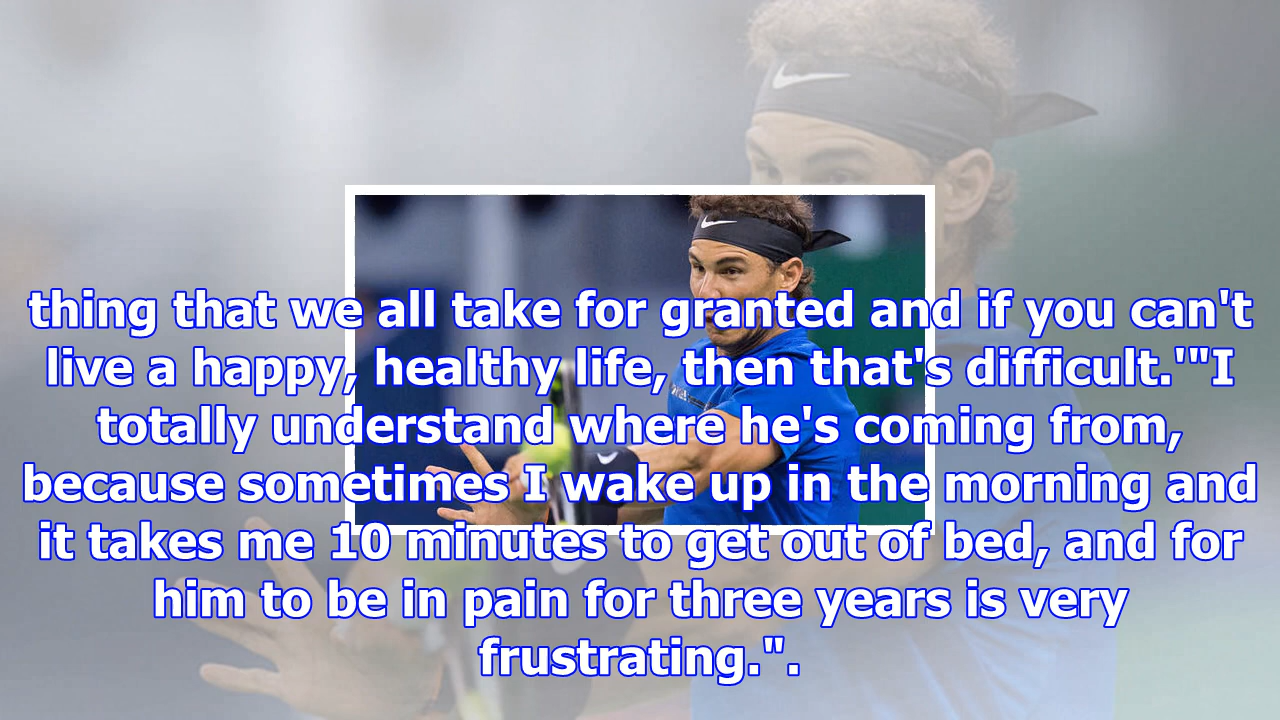 thing that we all take for granted and if you can't
live a happy, healthy life, then that's difficult.'"I
totally understand where he's coming from,
because sometimes I wake up in the morning and
it takes me 10 minutes to get out of bed, and for
him to be in pain for three years is very
frustrating.".